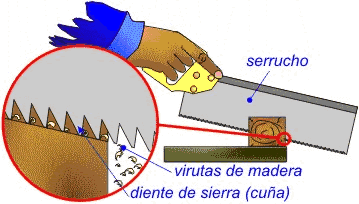 serrucho
virutas de madera
diente de sierra (cuña)